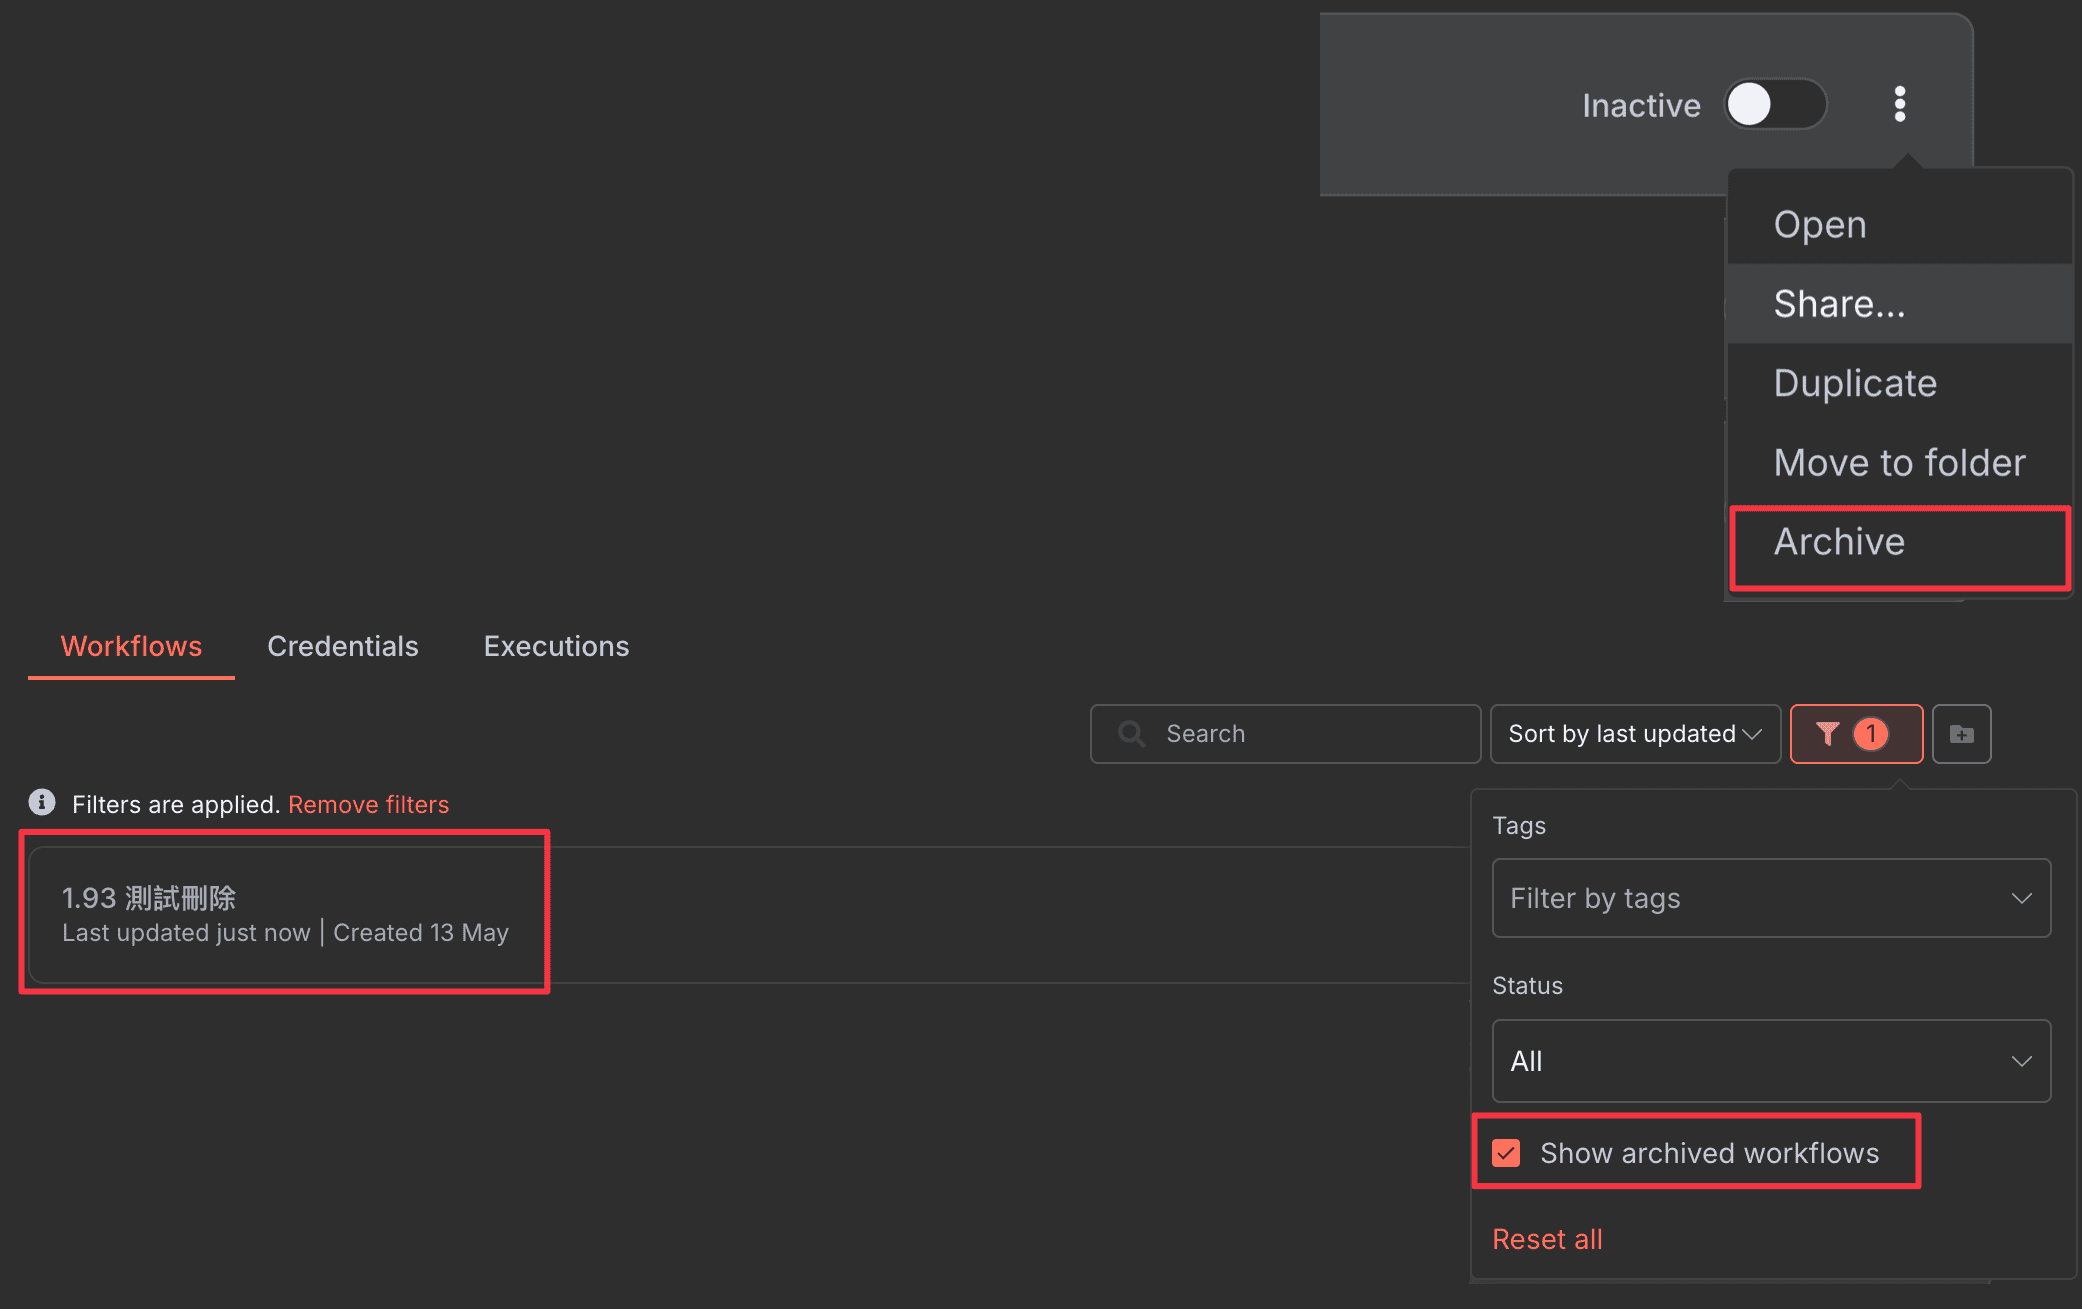 Inactive
Open
Share...
Duplicate
Move to folder
Archive
Workflows
Credentials
Executions
Search
Sort by last updated
1
Filters are applied. Remove filters
1.93 測試刪除
Last updated just now | Created 13 May
Tags
Filter by tags
Status
All
Show archived workflows
Reset all